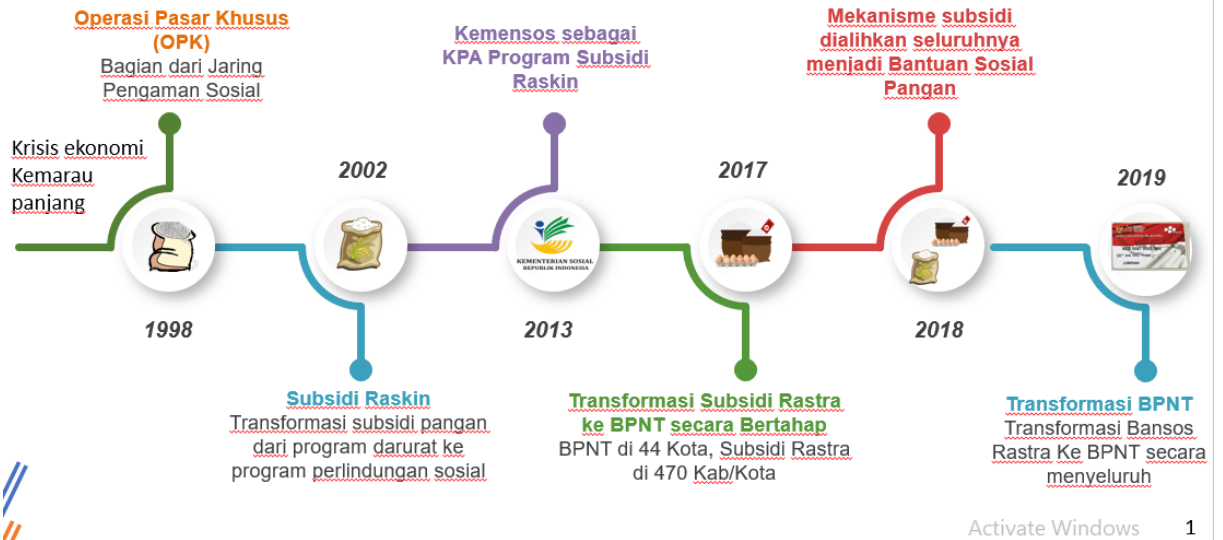 Operasi Pasar Khusus
(OPK)
Bagian dari Jaring
Pengaman Sosial
Krisis ekonomi
Kemarau
panjang
1998
2002
Subsidi Raskin
Transformasi subsidi pangan
dari program darurat ke
program perlindungan sosial
Kemensos sebagai
KPA Program Subsidi
Raskin
KEMENTERIAN SOSIAL
REPUBLIK INDONESIA
2013
2017
Transformasi Subsidi Rastra
ke BPNT secara Bertahap
BPNT di 44 Kota, Subsidi Rastra
di 470 Kab/Kota
Mekanisme subsidi
dialihkan seluruhnya
menjadi Bantuan Sosial
Pangan
2018
2019
Transformasi BPNT
Transformasi Bansos
Rastra Ke BPNT secara
menyeluruh
Activate Windows
1